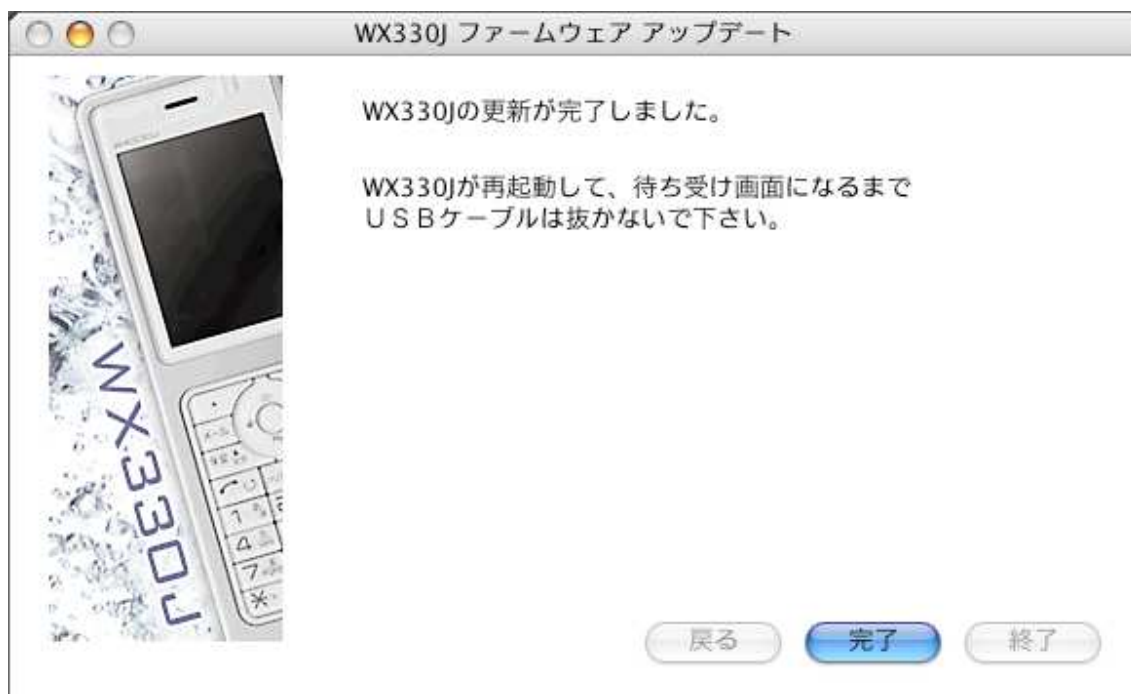 WX330J ファームウェア アップデート
WX330Jの更新が完了しました。
WX330Jが再起動して、待ち受け画面になるまで
ＵＳＢケーブルは抜かないで下さい。
WX330J
1
4
7
*
戻る
完了
終了